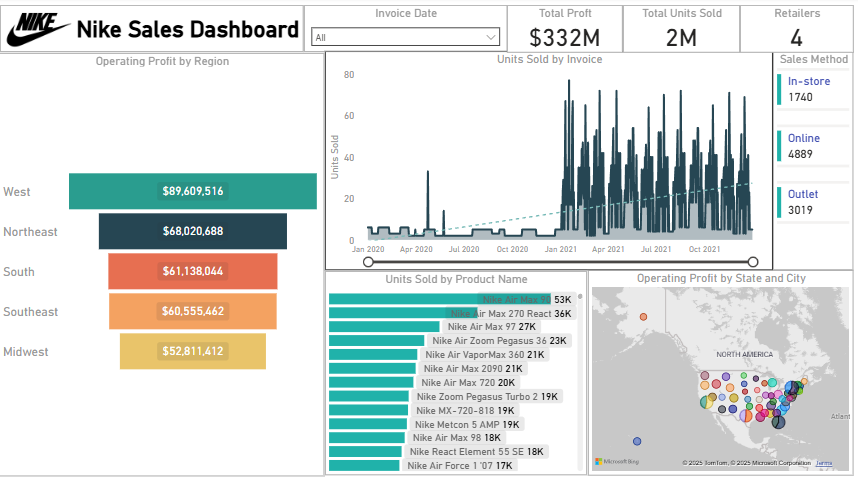 NIKE
Nike Sales Dashboard
Invoice Date
All
Total Proft
$332M
Total Units Sold
2M
Retailers
4
Operating Profit by Region
West
$89,609,516
Northeast
$68,020,688
South
$61,138,044
Southeast
$60,555,462
Midwest
$52,811,412
Units Sold by Invoice
Units Sold
80
60
40
20
0
Jan 2020 Apr 2020 Jul 2020 Oct 2020 Jan 2021 Apr 2021 Jul 2021 Oct 2021
Sales Method
In-store
1740
Online
4889
Outlet
3019
Units Sold by Product Name
Nike Air Max 90 53K
Nike Air Max 270 React 36K
Nike Air Max 97 27K
Nike Air Zoom Pegasus 36 23K
Nike Air VaporMax 360 21K
Nike Air Max 2090 21K
Nike Air Max 720 20K
Nike Zoom Pegasus Turbo 2 19K
Nike MX-720-818 19K
Nike Metcon 5 AMP 19K
Nike Air Max 98 18K
Nike React Element 55 SE 18K
Nike Air Force 1 '07 17K
Operating Profit by State and City
NORTH AMERICA
Atlant
Microsoft Bing
© 2025 TomTom, © 2025 Microsoft Corporation Terms